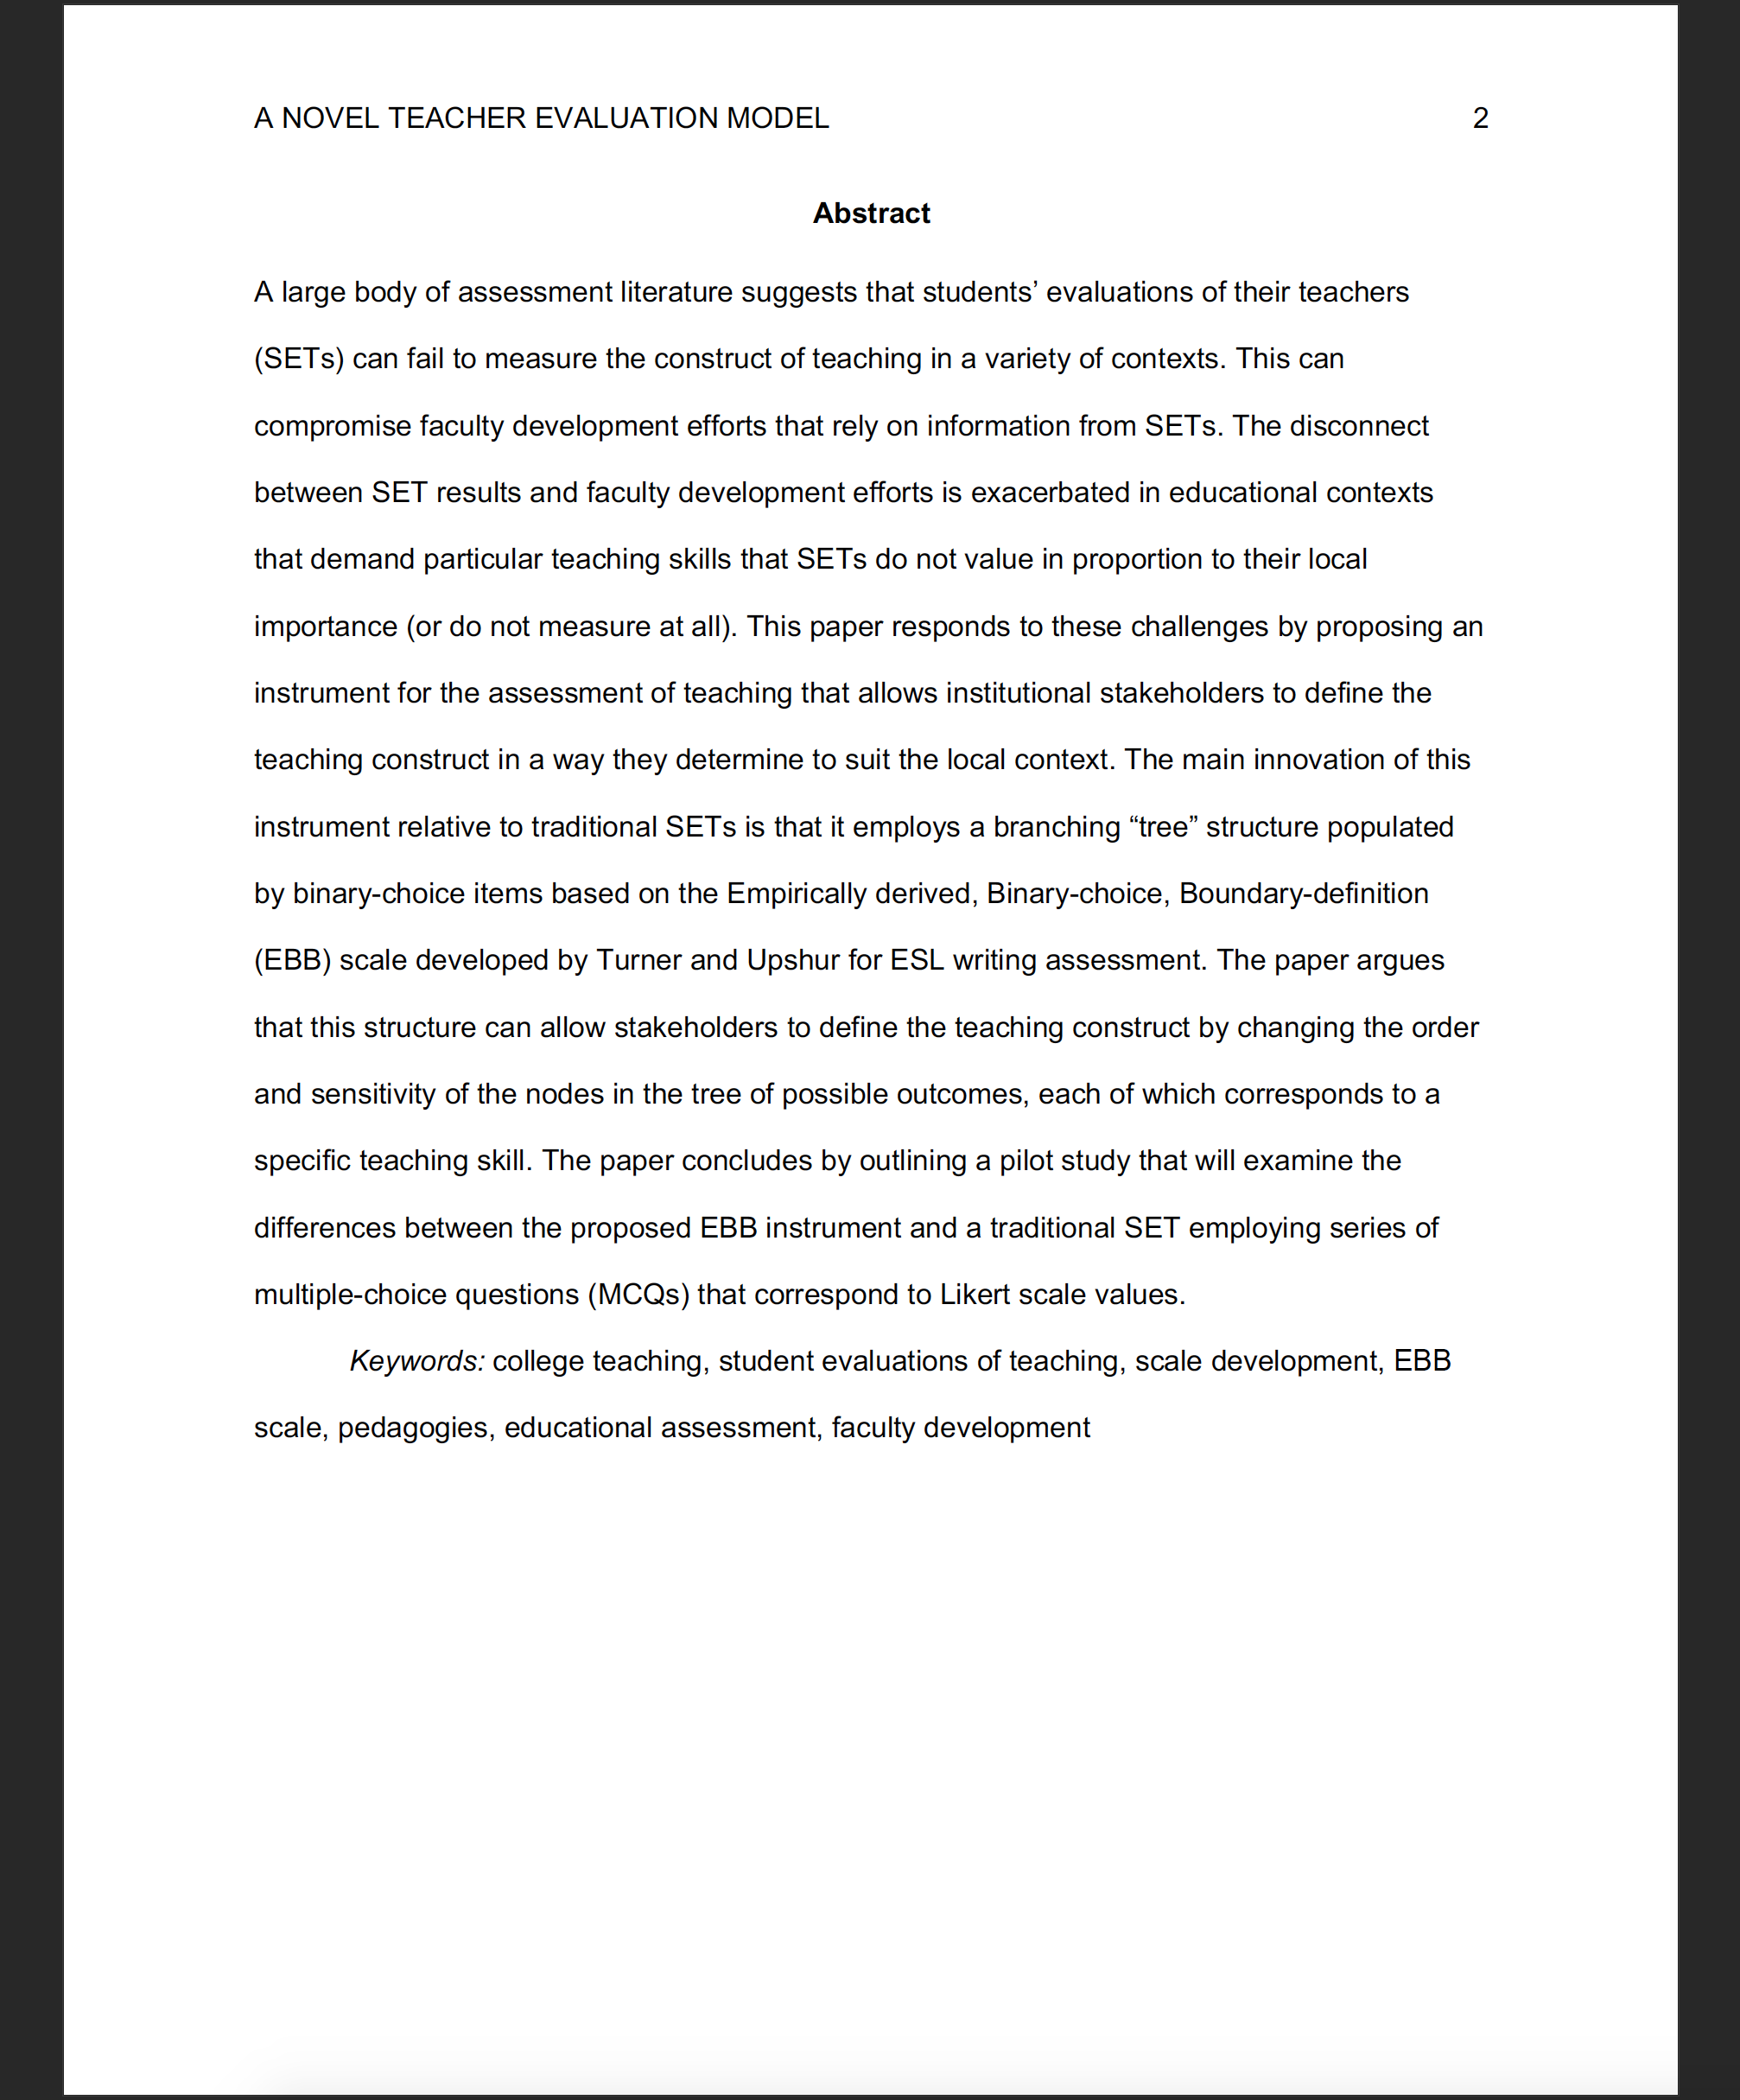 A NOVEL TEACHER EVALUATION MODEL 2
Abstract
A large body of assessment literature suggests that students’ evaluations of their teachers
(SETs) can fail to measure the construct of teaching in a variety of contexts. This can
compromise faculty development efforts that rely on information from SETs. The disconnect
between SET results and faculty development efforts is exacerbated in educational contexts
that demand particular teaching skills that SETs do not value in proportion to their local
importance (or do not measure at all). This paper responds to these challenges by proposing an
instrument for the assessment of teaching that allows institutional stakeholders to define the
teaching construct in a way they determine to suit the local context. The main innovation of this
instrument relative to traditional SETs is that it employs a branching “tree” structure populated
by binary-choice items based on the Empirically derived, Binary-choice, Boundary-definition
(EBB) scale developed by Turner and Upshur for ESL writing assessment. The paper argues
that this structure can allow stakeholders to define the teaching construct by changing the order
and sensitivity of the nodes in the tree of possible outcomes, each of which corresponds to a
specific teaching skill. The paper concludes by outlining a pilot study that will examine the
differences between the proposed EBB instrument and a traditional SET employing series of
multiple-choice questions (MCQs) that correspond to Likert scale values.
Keywords: college teaching, student evaluations of teaching, scale development, EBB
scale, pedagogies, educational assessment, faculty development